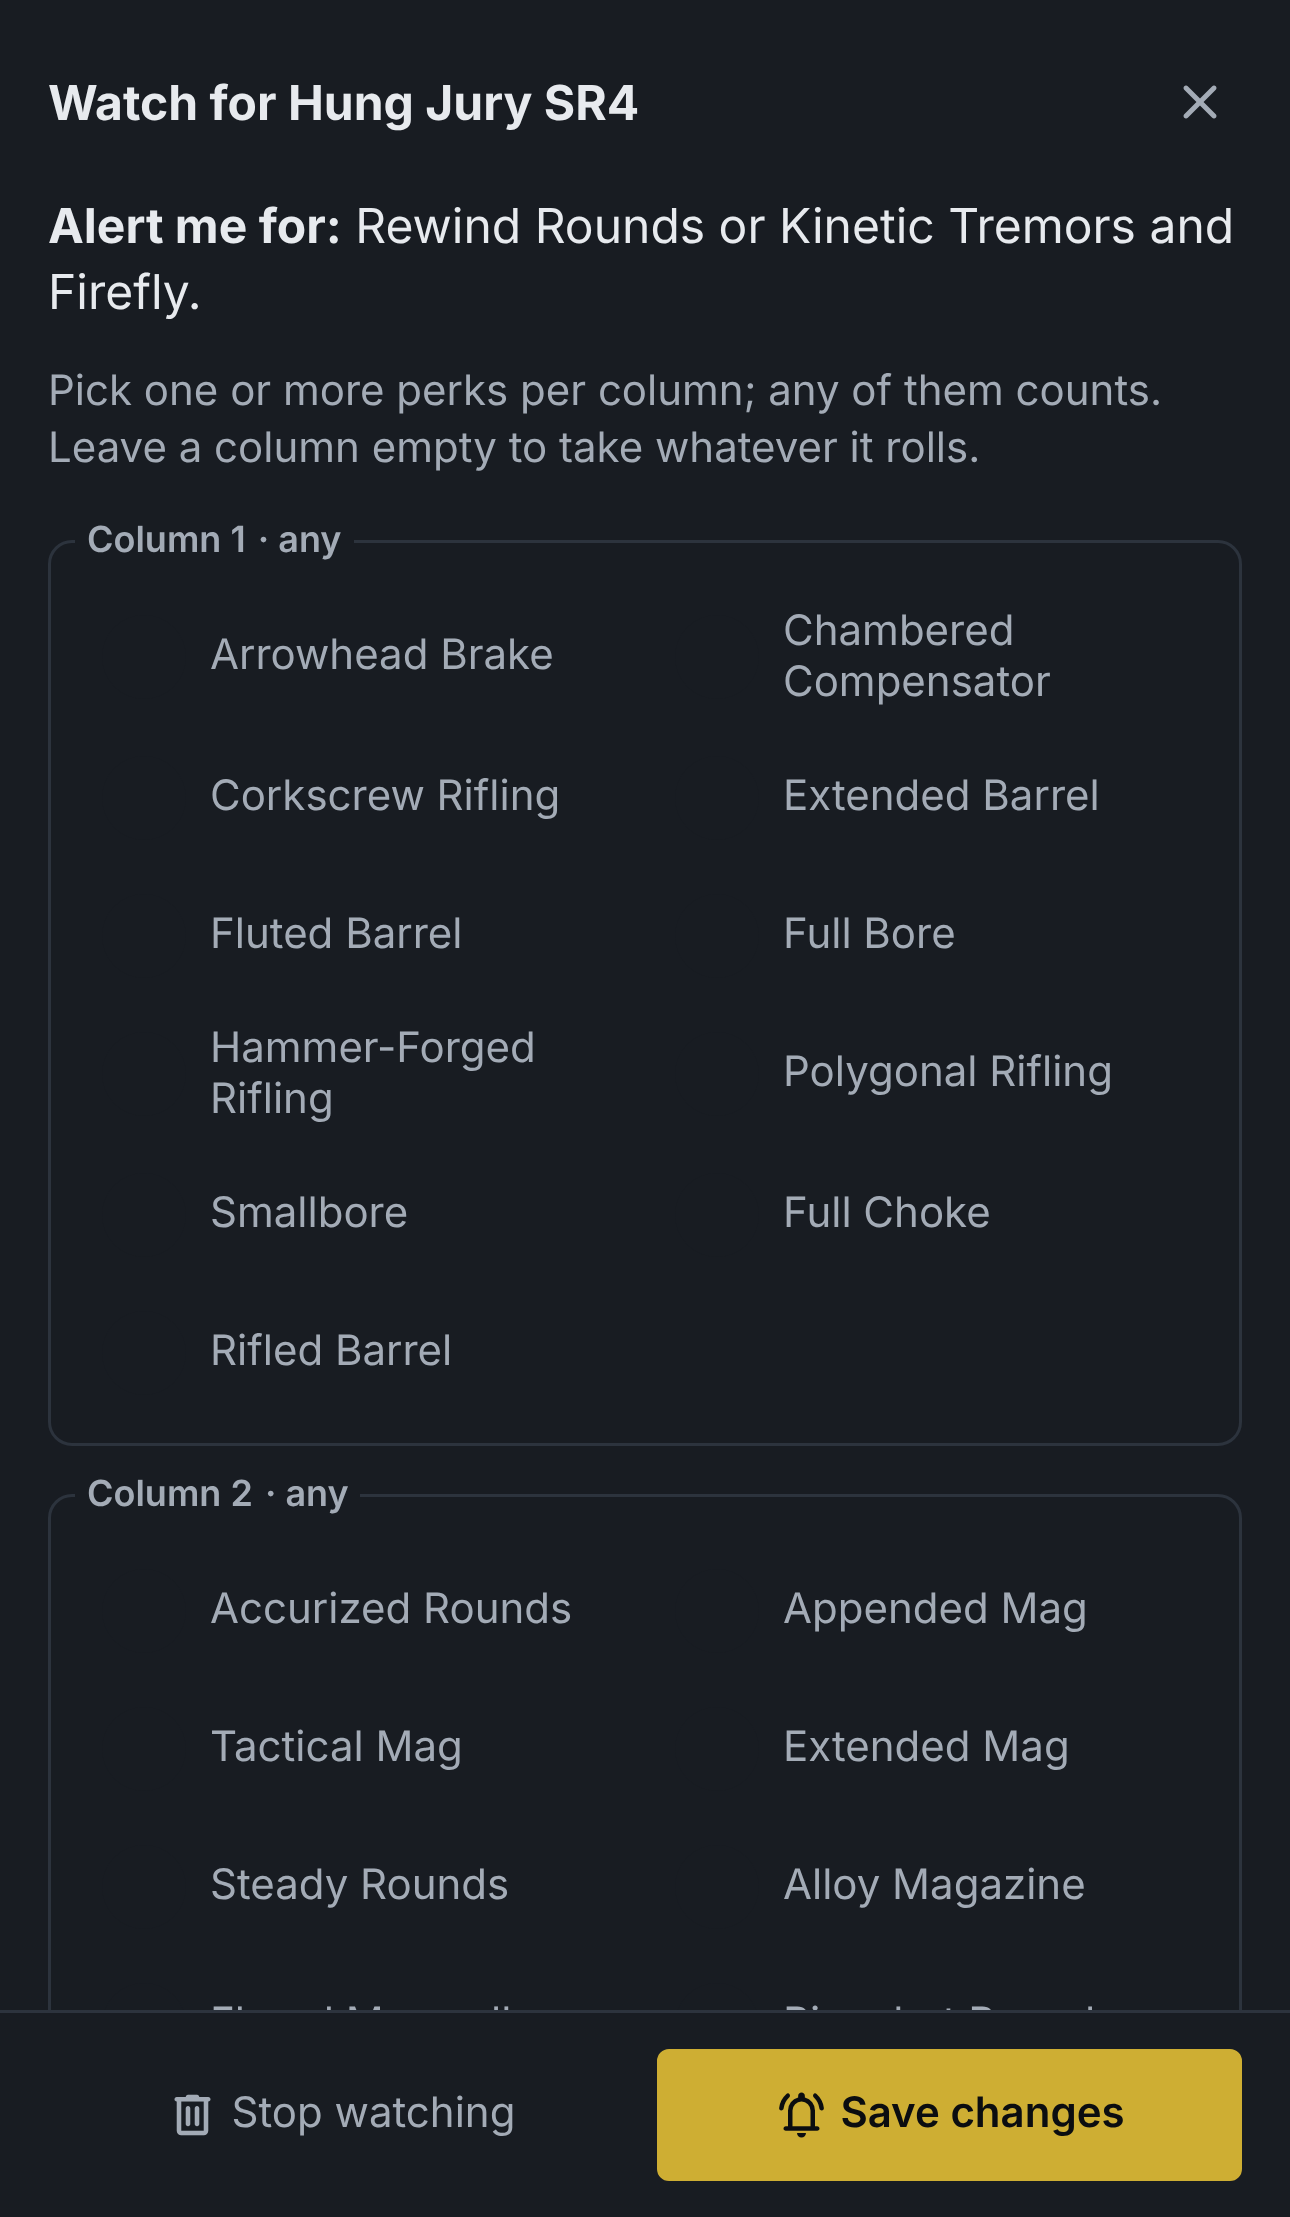 Watch for Hung Jury SR4
Alert me for: Rewind Rounds or Kinetic Tremors and
Firefly.
Pick one or more perks per column; any of them counts.
Leave a column empty to take whatever it rolls.
Column 1 · any
Arrowhead Brake
Chambered
Compensator
Corkscrew Rifling
Extended Barrel
Fluted Barrel
Full Bore
Hammer-Forged
Rifling
Polygonal Rifling
Smallbore
Full Choke
Rifled Barrel
Column 2 · any
Accurized Rounds
Appended Mag
Tactical Mag
Extended Mag
Steady Rounds
Alloy Magazine
Stop watching
Save changes